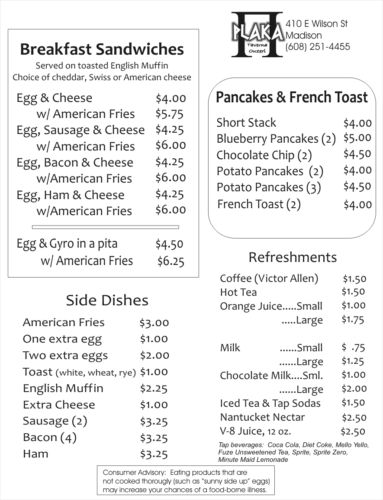 PLAKA
Taverna
Ouzeri
410 E Wilson St
Madison
(608) 251-4455
Breakfast Sandwiches
Served on toasted English Muffin
Choice of cheddar, Swiss or American cheese
Egg & Cheese $4.00
w/ American Fries $5.75
Egg, Sausage & Cheese $4.25
w/ American Fries $6.00
Egg, Bacon & Cheese $4.25
w/American Fries $6.00
Egg, Ham & Cheese $4.25
w/American Fries $6.00
Egg & Gyro in a pita $4.50
w/ American Fries $6.25
Side Dishes
American Fries $3.00
One extra egg $1.00
Two extra eggs $2.00
Toast (white, wheat, rye) $1.00
English Muffin $2.25
Extra Cheese $1.00
Sausage (2) $3.25
Bacon (4) $3.25
Ham $3.25
Pancakes & French Toast
Short Stack $4.00
Blueberry Pancakes (2) $5.00
Chocolate Chip (2) $4.50
Potato Pancakes (2) $4.00
Potato Pancakes (3) $4.50
French Toast (2) $4.00
Refreshments
Coffee (Victor Allen) $1.50
Hot Tea $1.50
Orange Juice.....Small $1.00
.....Large $1.75
Milk .......Small $ .75
......Large $1.25
Chocolate Milk....Sml. $1.00
.......Large $2.00
Iced Tea & Tap Sodas $1.50
Nantucket Nectar $2.50
V-8 Juice, 12 oz. $2.50
Tap beverages: Coca Cola, Diet Coke, Mello Yello,
Fuze Unsweetened Tea, Sprite, Sprite Zero,
Minute Maid Lemonade
Consumer Advisory: Eating products that are
not cooked thorougly (such as "sunny side up" eggs)
may increase your chances of a food-borne illness.